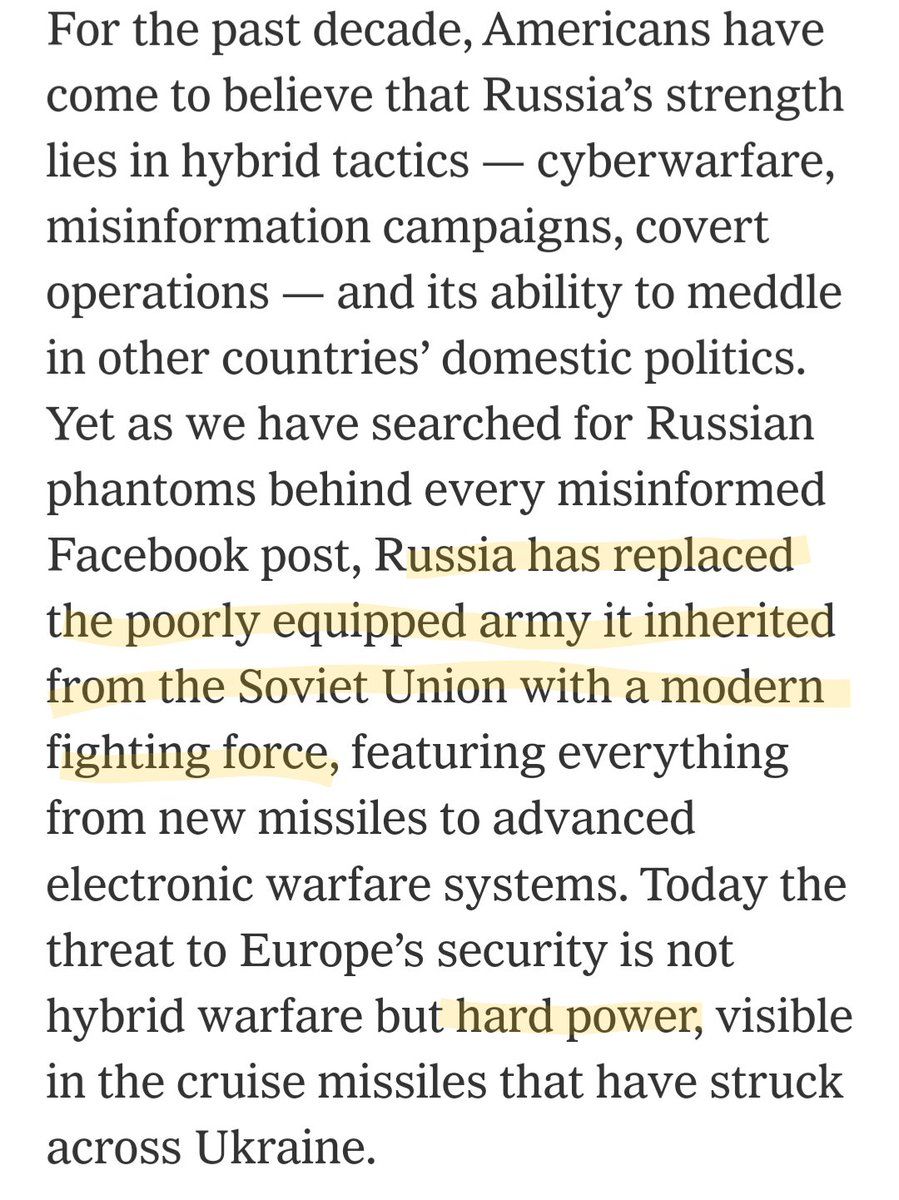 For the past decade, Americans have
come to believe that Russia’s strength
lies in hybrid tactics — cyberwarfare,
misinformation campaigns, covert
operations — and its ability to meddle
in other countries’ domestic politics.
Yet as we have searched for Russian
phantoms behind every misinformed
Facebook post, Russia has replaced
the poorly equipped army it inherited
from the Soviet Union with a modern
fighting force, featuring everything
from new missiles to advanced
electronic warfare systems. Today the
threat to Europe’s security is not
hybrid warfare but hard power, visible
in the cruise missiles that have struck
across Ukraine.